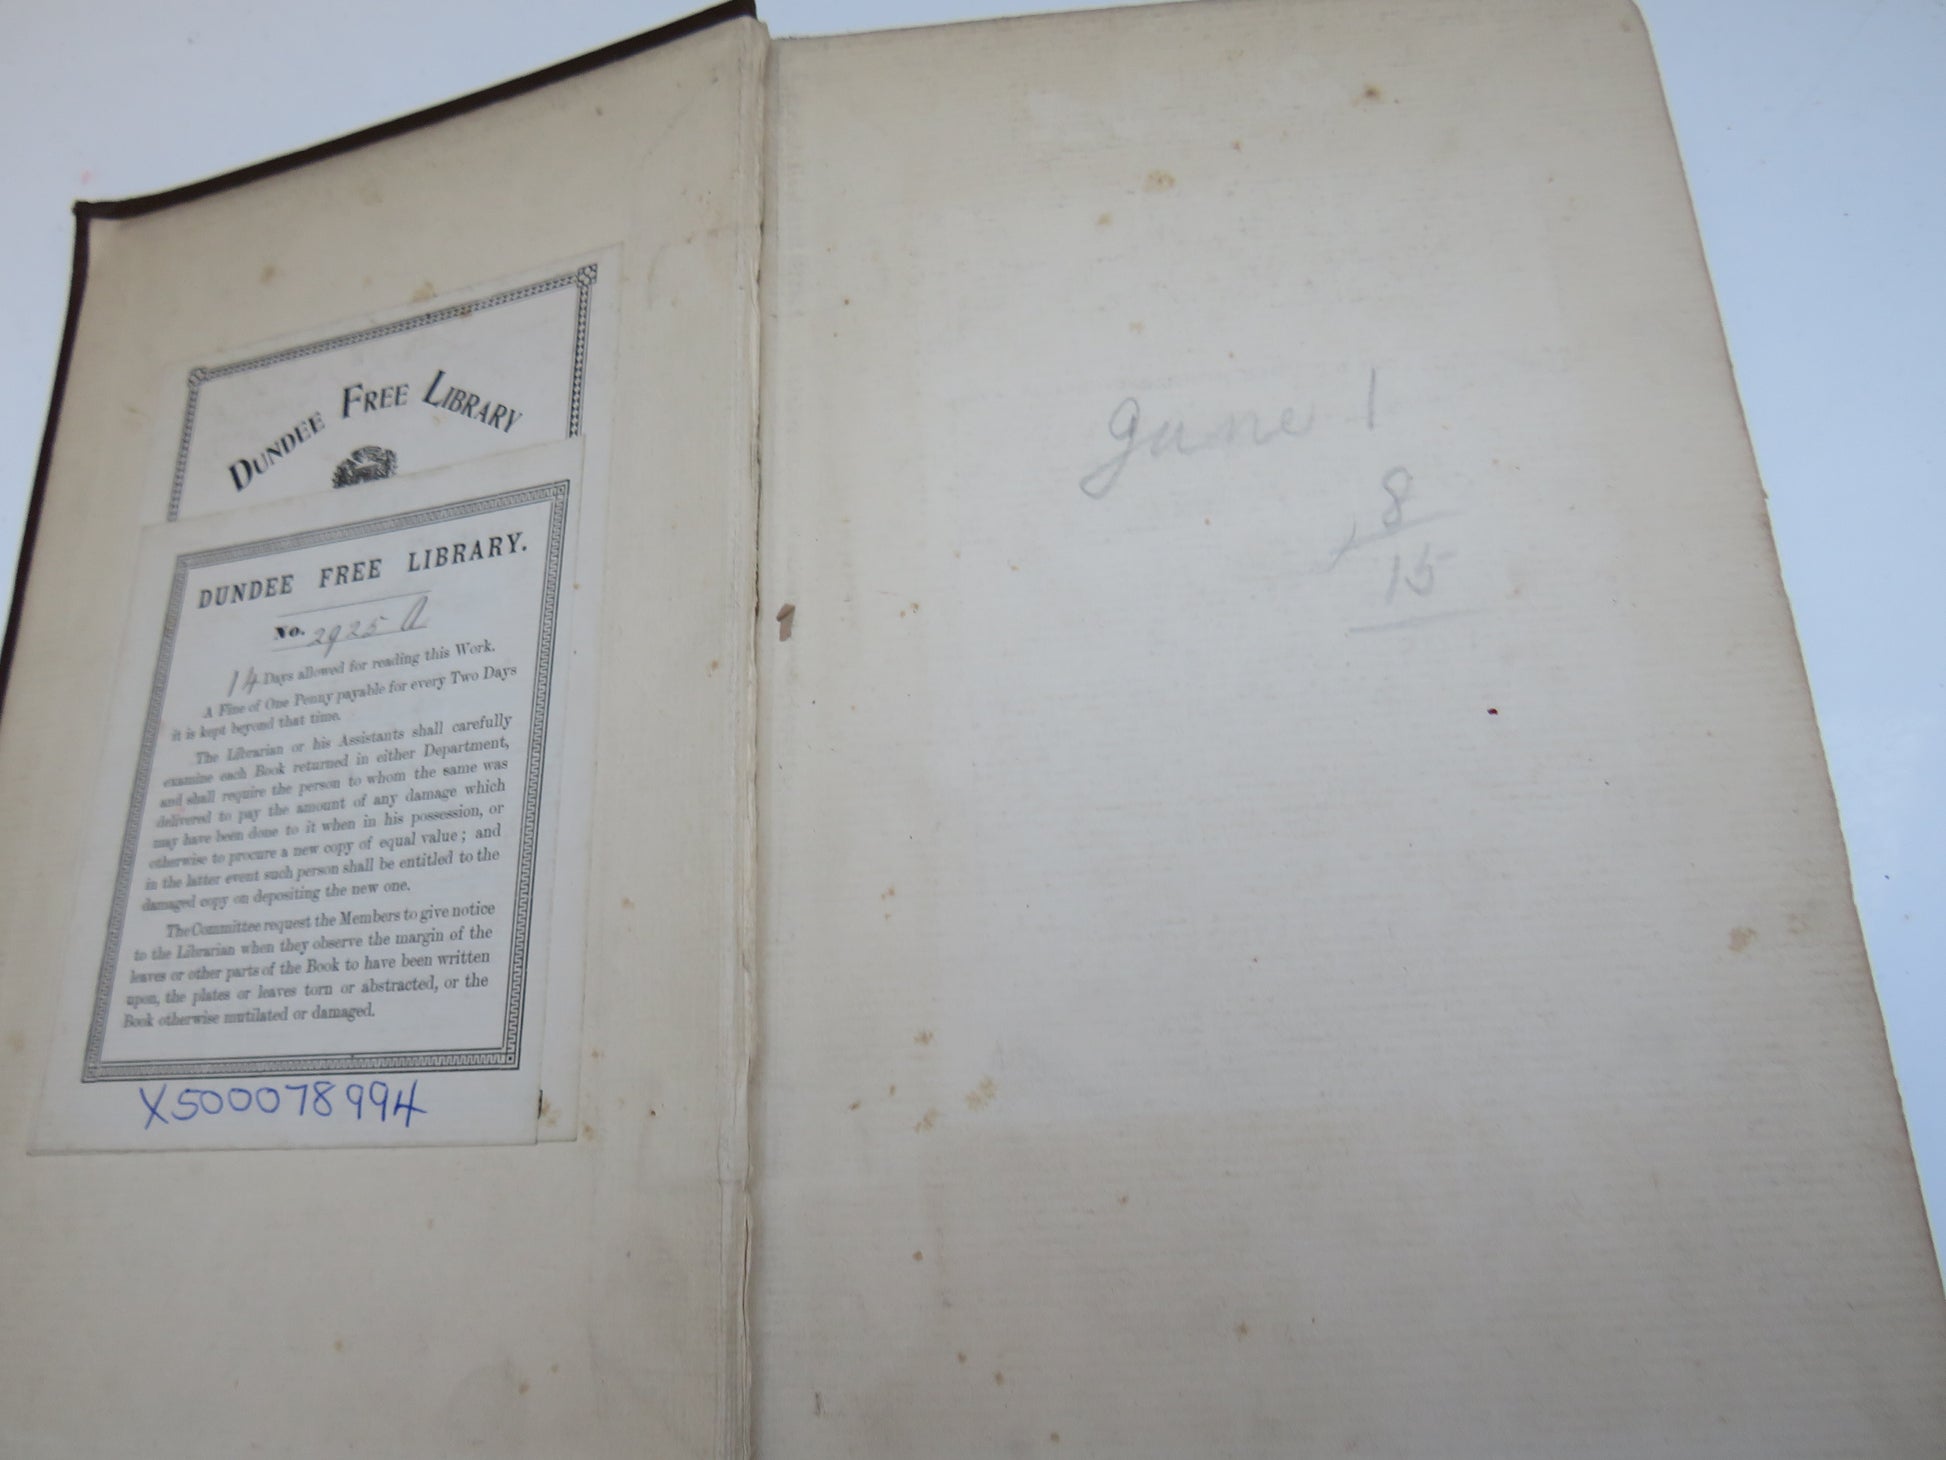 DUNDEE FREE LIBRARY
DUNDEE FREE LIBRARY.
No. 2925 A
14 Days allowed for reading this Work.
A Fine of One Penny payable for every Two Days
it is kept beyond that time.
The Librarian or his Assistants shall carefully
examine each Book returned in either Department,
and shall require the person to whom the same was
delivered to pay the amount of any damage which
may have been done to it when in his possession, or
otherwise to procure a new copy of equal value; and
in the latter event such person shall be entitled to the
damaged copy on depositing the new one.
The Committee request the Members to give notice
to the Librarian when they observe the margin of the
leaves or other parts of the Book to have been written
upon, the plates or leaves torn or abstracted, or the
Book otherwise mutilated or damaged.
X500078994
June 1
8
15